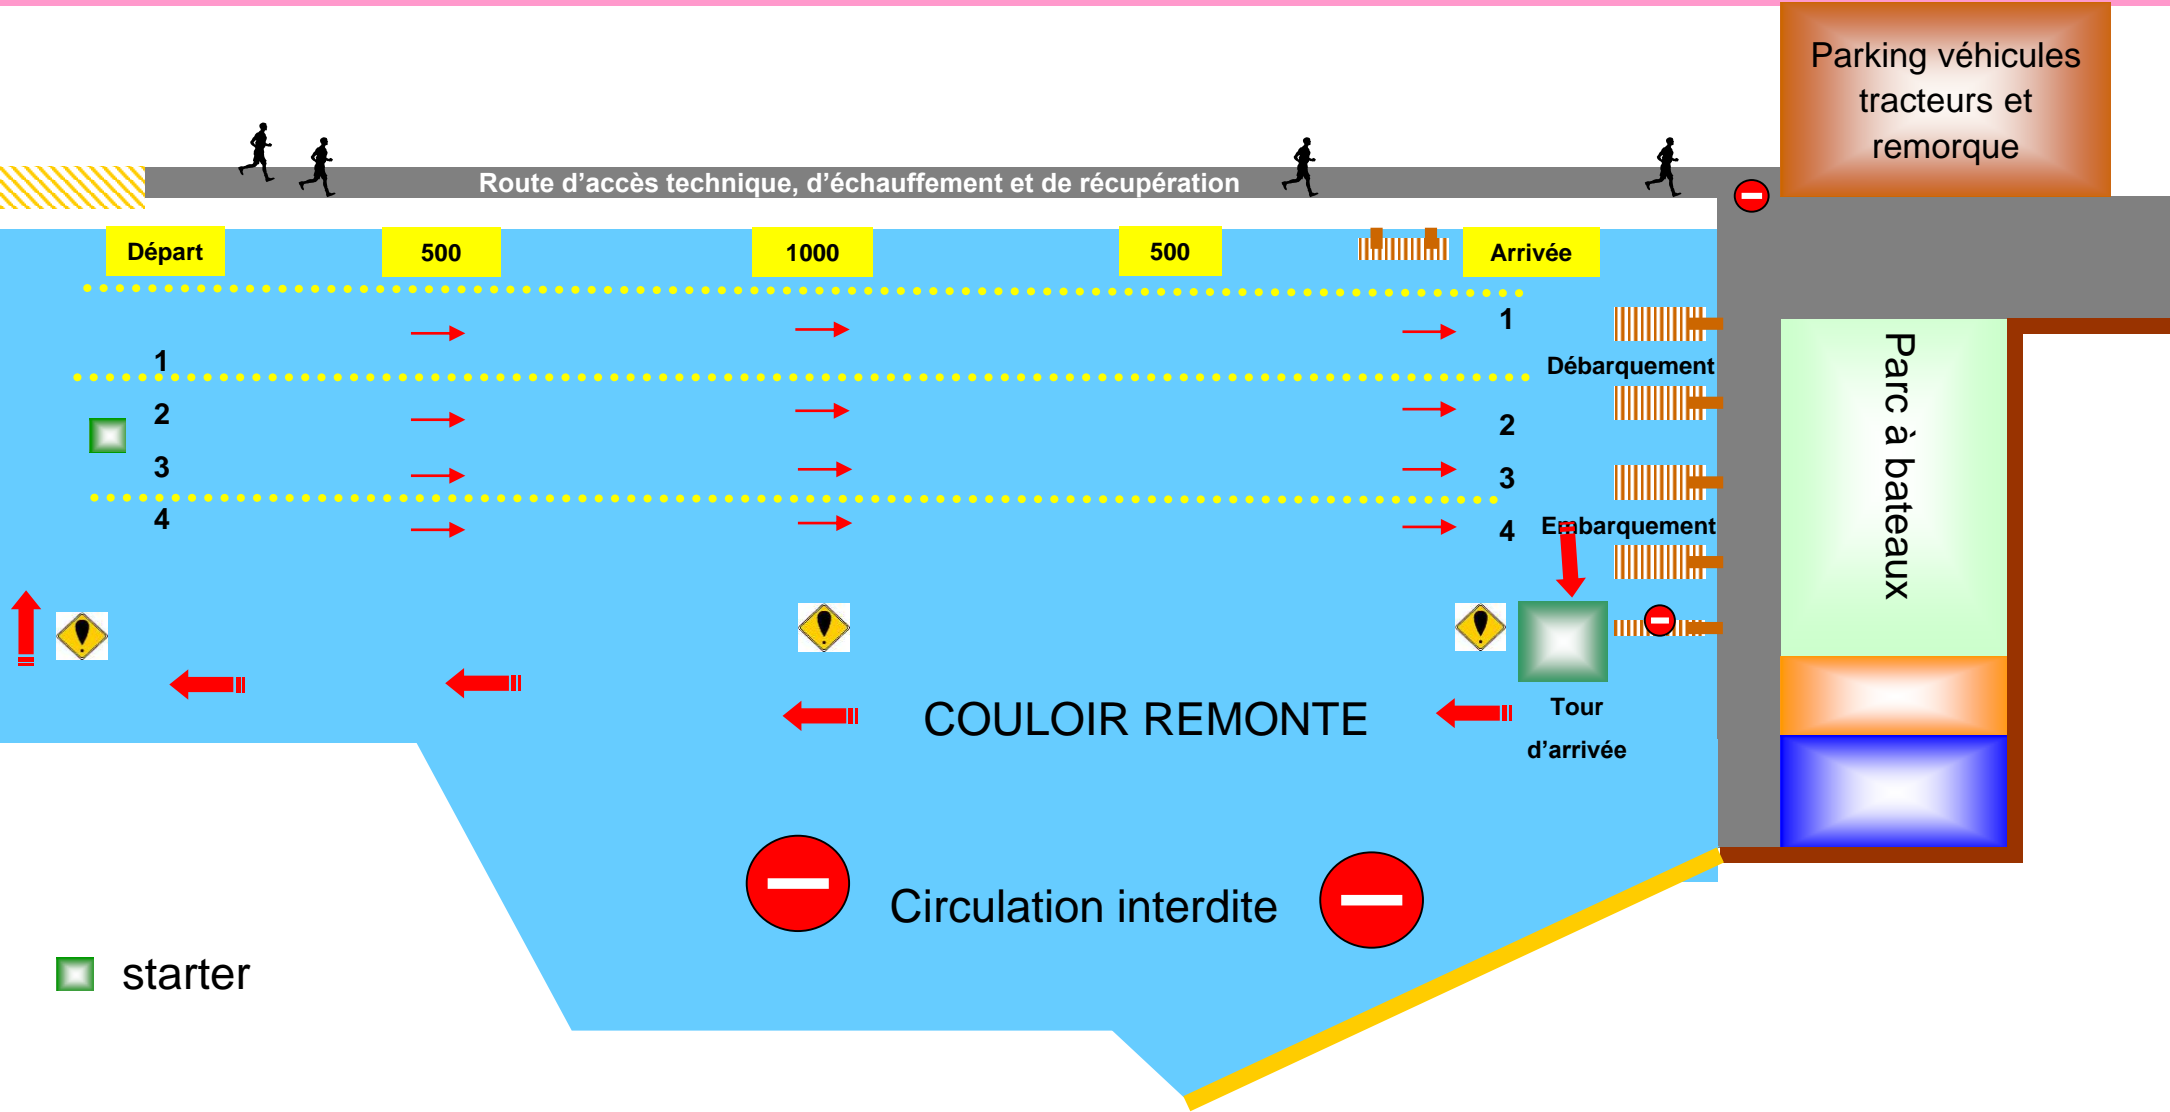 Parking véhicules
tracteurs et
remorque
Route d’accès technique, d’échauffement et de récupération
Départ
500
1000
500
Arrivée
1
1
Débarquement
2
2
3
3
4
4
Embarquement
Parc à bateaux
COULOIR REMONTE
Tour
d’arrivée
Circulation interdite
starter